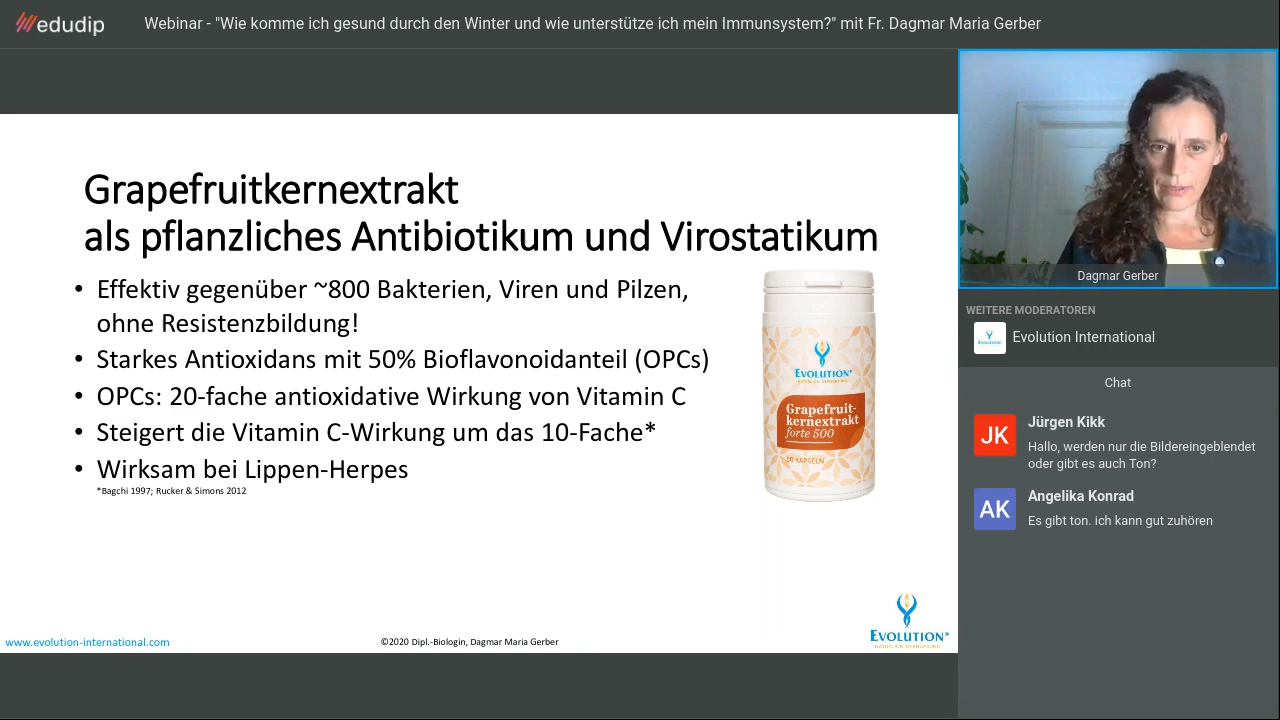 edudip
Webinar - "Wie komme ich gesund durch den Winter und wie unterstütze ich mein Immunsystem?" mit Fr. Dagmar Maria Gerber
Grapefruitkernextrakt
als pflanzliches Antibiotikum und Virostatikum
• Effektiv gegenüber ~800 Bakterien, Viren und Pilzen,
ohne Resistenzbildung!
• Starkes Antioxidans mit 50% Bioflavonoidanteil (OPCs)
• OPCs: 20-fache antioxidative Wirkung von Vitamin C
• Steigert die Vitamin C-Wirkung um das 10-Fache*
• Wirksam bei Lippen-Herpes
*Bagchi 1997; Rucker & Simons 2012
EVOLUTION®
Grapefruit-
kernextrakt
forte 500
KAPSELN
www.evolution-international.com
©2020 Dipl.-Biologin, Dagmar Maria Gerber
EVOLUTION®
Dagmar Gerber
WEITERE MODERATOREN
Evolution International
Chat
JK
Jürgen Kikk
Hallo, werden nur die Bildereingeblendet
oder gibt es auch Ton?
AK
Angelika Konrad
Es gibt ton. ich kann gut zuhören